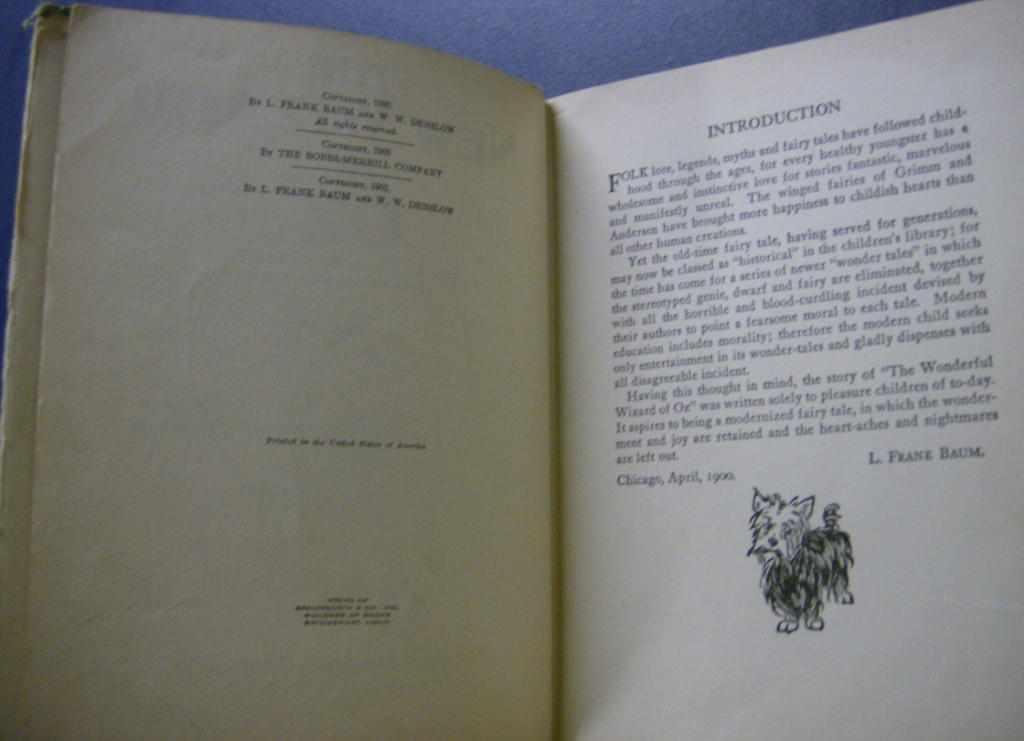 COPYRIGHT, 1899,
BY L. FRANK BAUM AND W. W. DENSLOW
All rights reserved.
COPYRIGHT, 1903
BY THE BOBBS-MERRILL COMPANY
COPYRIGHT, 1903,
BY L. FRANK BAUM AND W. W. DENSLOW
Printed in the United States of America
PRESS OF
BRAUNWORTH & CO., INC.
BUILDERS OF BOOKS
BRIDGEPORT, CONN.
INTRODUCTION
FOLK lore, legends, myths and fairy tales have followed child-
hood through the ages, for every healthy youngster has a
wholesome and instinctive love for stories fantastic, marvelous
and manifestly unreal. The winged fairies of Grimm and
Andersen have brought more happiness to childish hearts than
all other human creations.
Yet the old-time fairy tale, having served for generations,
may now be classed as "historical" in the children's library; for
the time has come for a series of newer "wonder tales" in which
the stereotyped genie, dwarf and fairy are eliminated, together
with all the horrible and blood-curdling incident devised by
their authors to point a fearsome moral to each tale. Modern
education includes morality; therefore the modern child seeks
only entertainment in its wonder-tales and gladly dispenses with
all disagreeable incident.
Having this thought in mind, the story of "The Wonderful
Wizard of Oz" was written solely to pleasure children of to-day.
It aspires to being a modernized fairy tale, in which the wonder-
ment and joy are retained and the heart-aches and nightmares
are left out.
L. FRANK BAUM.
Chicago, April, 1900.